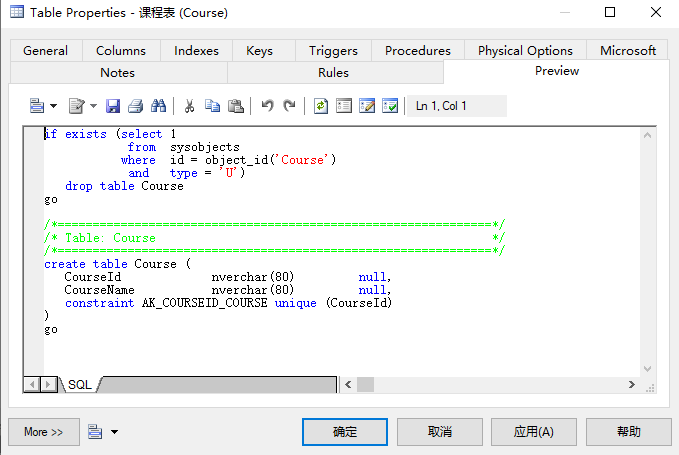 Table Properties - 课程表 (Course)
General Columns Indexes Keys Triggers Procedures Physical Options Microsoft
Notes Rules Preview
Ln 1, Col 1
if exists (select 1
from sysobjects
where id = object_id('Course')
and type = 'U')
drop table Course
go
/*==============================================================*/
/* Table: Course */
/*==============================================================*/
create table Course (
CourseId nverchar(80) null,
CourseName nverchar(80) null,
constraint AK_COURSEID_COURSE unique (CourseId)
)
go
SQL
More >> 确定 取消 应用(A) 帮助